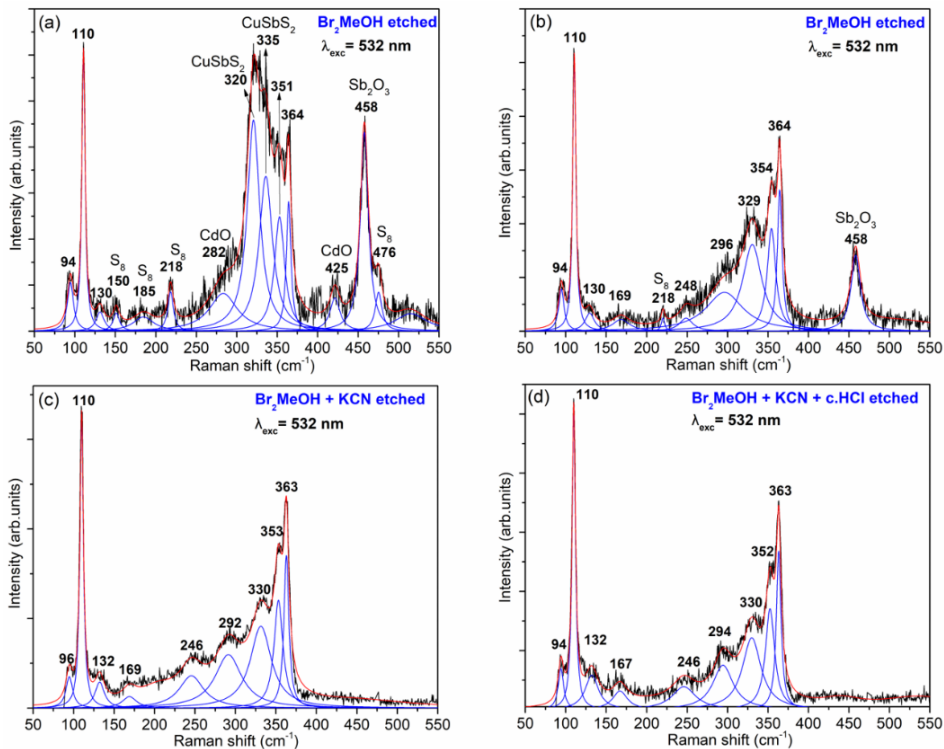 (a)
Br2MeOH etched
λexc= 532 nm
110
94
130
S8
150
S8
185
S8
218
CdO
282
CuSbS2
320
CuSbS2
335
351
364
CdO
425
Sb2O3
458
S8
476
Intensity (arb.units)
50 100 150 200 250 300 350 400 450 500 550
Raman shift (cm-1)
(b)
Br2MeOH etched
λexc= 532 nm
110
94
130
169
S8
218
248
296
329
354
364
Sb2O3
458
Intensity (arb.units)
50 100 150 200 250 300 350 400 450 500 550
Raman shift (cm-1)
(c)
Br2MeOH + KCN etched
λexc= 532 nm
110
96
132
169
246
292
330
353
363
Intensity (arb.units)
50 100 150 200 250 300 350 400 450 500 550
Raman shift (cm-1)
(d)
Br2MeOH + KCN + c.HCl etched
λexc= 532 nm
110
94
132
167
246
294
330
352
363
Intensity (arb.units)
50 100 150 200 250 300 350 400 450 500 550
Raman shift (cm-1)